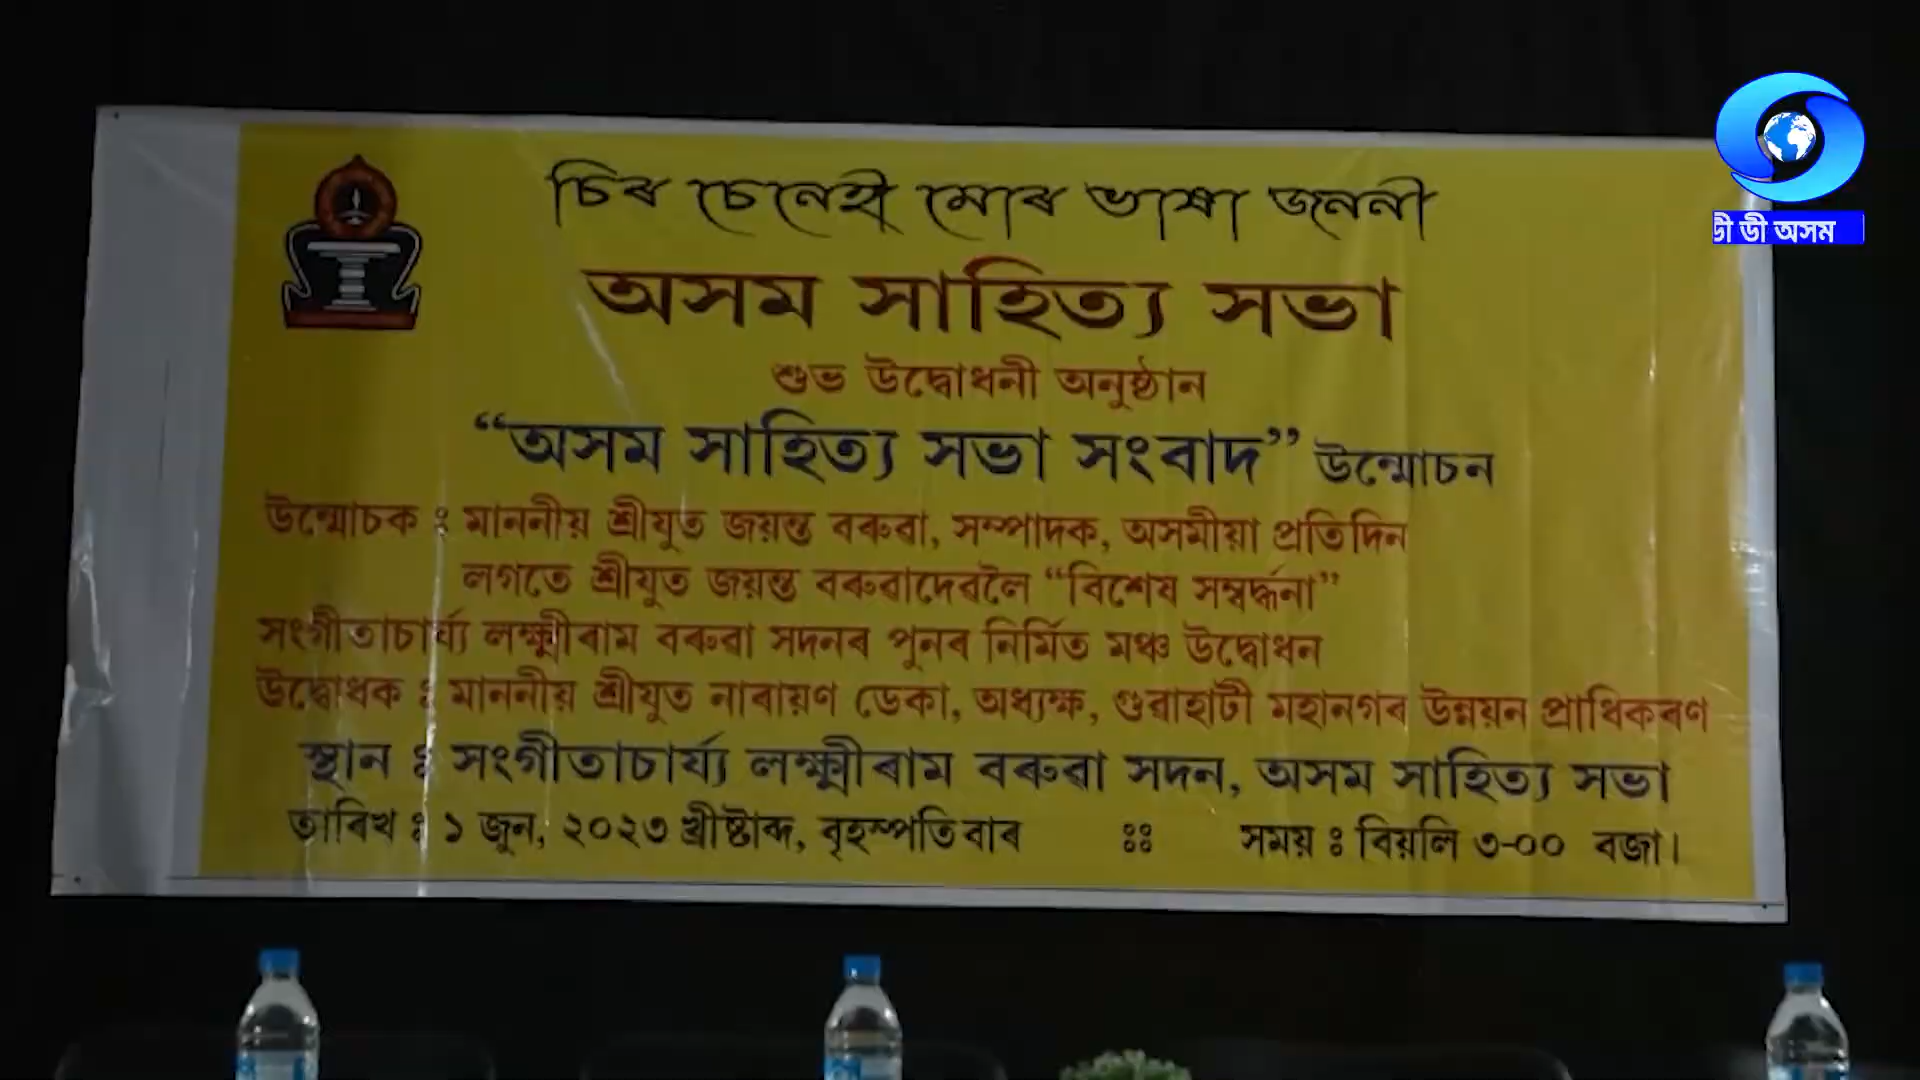 চিৰ চেনেহী মোৰ ভাষা জননী
অসম সাহিত্য সভা
শুভ উদ্বোধনী অনুষ্ঠান
“অসম সাহিত্য সভা সংবাদ” উন্মোচন
উন্মোচক ঃ মাননীয় শ্ৰীযুত জয়ন্ত বৰুৱা, সম্পাদক, অসমীয়া প্ৰতিদিন
লগতে শ্ৰীযুত জয়ন্ত বৰুৱাদেৱলৈ “বিশেষ সম্বৰ্দ্ধনা”
সংগীতাচাৰ্য্য লক্ষ্মীৰাম বৰুৱা সদনৰ পুনৰ নিৰ্মিত মঞ্চ উদ্বোধন
উদ্বোধক ঃ মাননীয় শ্ৰীযুত নাৰায়ণ ডেকা, অধ্যক্ষ, গুৱাহাটী মহানগৰ উন্নয়ন প্ৰাধিকৰণ
স্থান ঃ সংগীতাচাৰ্য্য লক্ষ্মীৰাম বৰুৱা সদন, অসম সাহিত্য সভা
তাৰিখ ঃ ১ জুন, ২০২৩ খ্ৰীষ্টাব্দ, বৃহস্পতিবাৰ ঃঃ সময় ঃ বিয়লি ৩-০০ বজা।
ডী ডী অসম